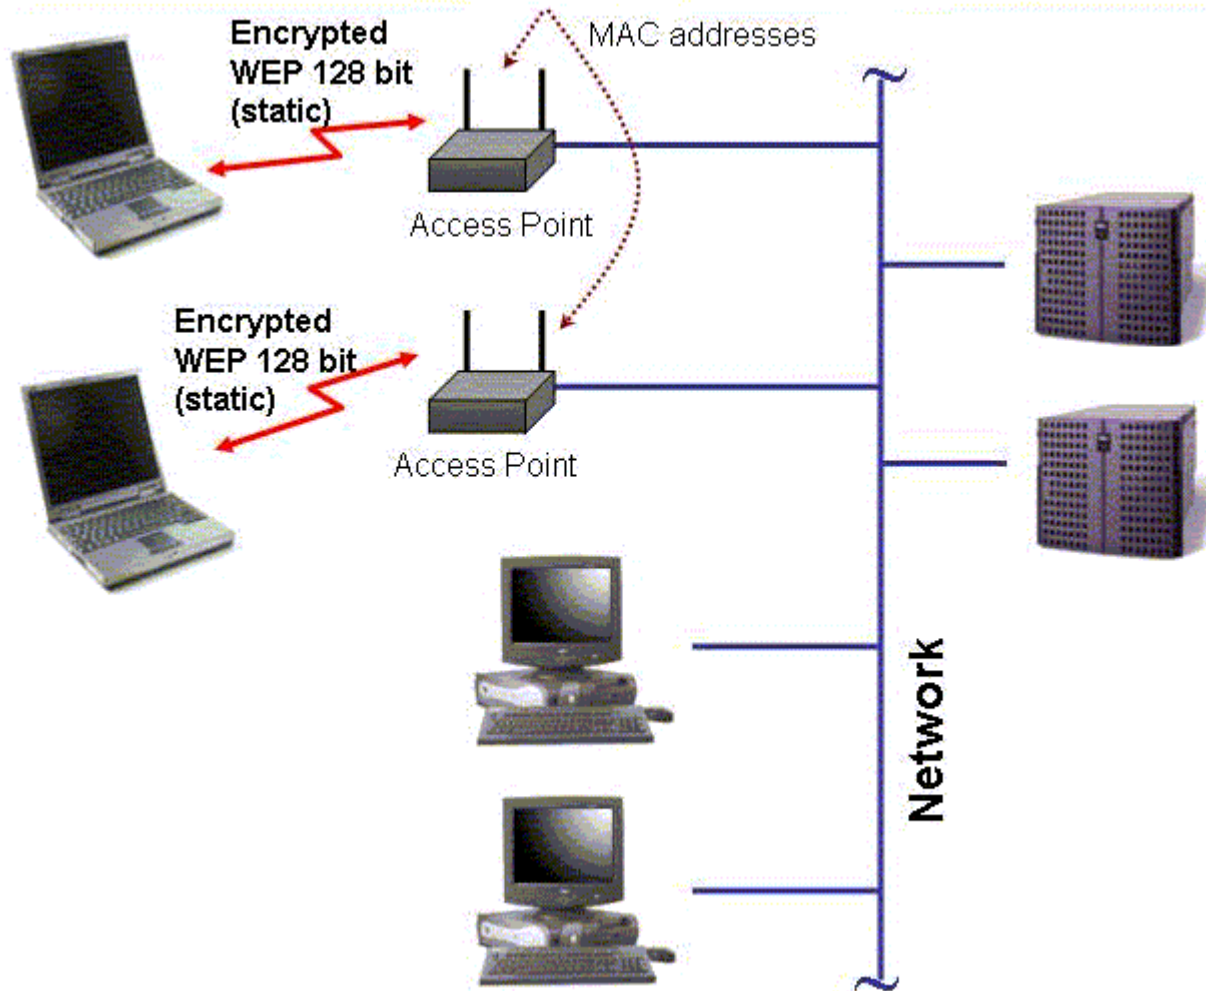 Encrypted
WEP 128 bit
(static)
MAC addresses
Access Point
Encrypted
WEP 128 bit
(static)
Access Point
Network